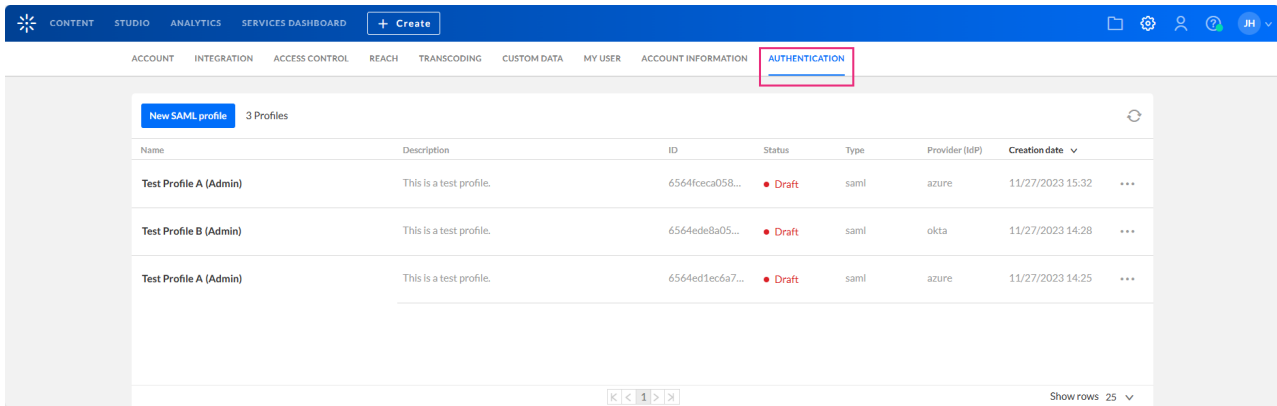 CONTENT STUDIO ANALYTICS SERVICES DASHBOARD + Create ? JH
ACCOUNT INTEGRATION ACCESS CONTROL REACH TRANSCODING CUSTOM DATA MY USER ACCOUNT INFORMATION AUTHENTICATION
New SAML profile 3 Profiles
Name Description ID Status Type Provider (IdP) Creation date
Test Profile A (Admin) This is a test profile. 6564fceca058... Draft saml azure 11/27/2023 15:32
Test Profile B (Admin) This is a test profile. 6564ede8a05... Draft saml okta 11/27/2023 14:28
Test Profile A (Admin) This is a test profile. 6564ed1ec6a7... Draft saml azure 11/27/2023 14:25
1 Show rows 25